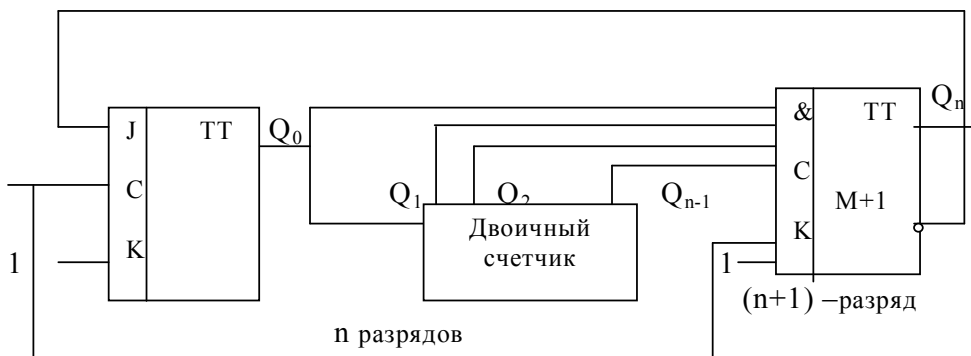 J
TT
Q0
C
K
1
Q1
Q2
Qn-1
Двоичный
счетчик
n разрядов
&
TT
C
M+1
K
1
Qn
(n+1) –разряд